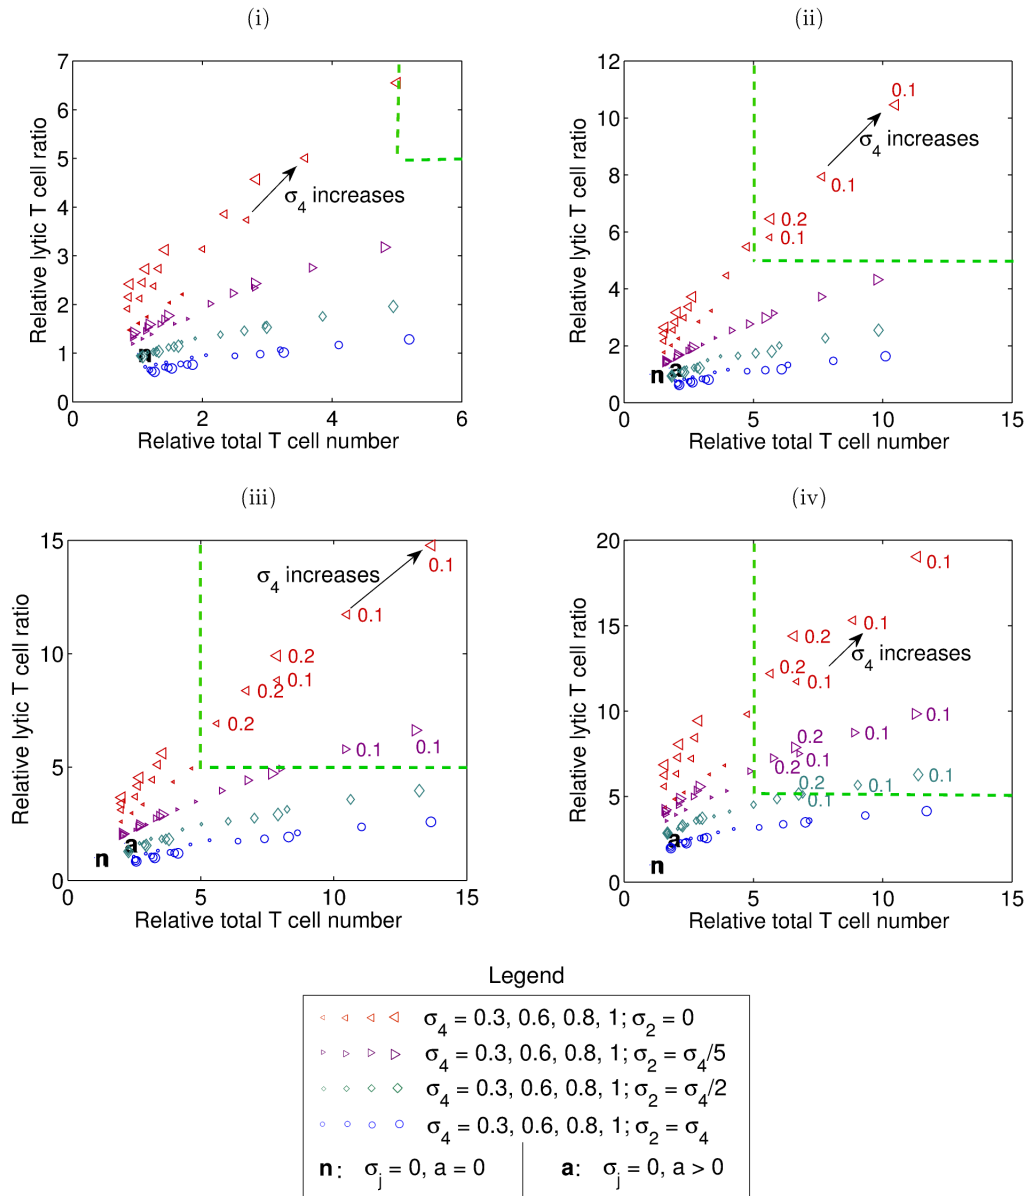 (i)
7
6
5
4
3
2
1
0
0
2
4
6
Relative lytic T cell ratio
Relative total T cell number
σ4 increases
n
(ii)
12
10
8
6
4
2
0
0
5
10
15
Relative lytic T cell ratio
Relative total T cell number
0.1
σ4 increases
0.1
0.2
0.1
a
n
(iii)
15
10
5
0
0
5
10
15
Relative lytic T cell ratio
Relative total T cell number
0.1
σ4 increases
0.1
0.2
0.1
0.2
0.2
0.1
0.1
a
n
(iv)
20
15
10
5
0
0
5
10
15
Relative lytic T cell ratio
Relative total T cell number
0.1
0.1
0.2
σ4 increases
0.2
0.1
0.1
0.1
0.2
0.1
0.2
0.1
0.2
0.1
0.1
a
n
Legend
σ4 = 0.3, 0.6, 0.8, 1; σ2 = 0
σ4 = 0.3, 0.6, 0.8, 1; σ2 = σ4/5
σ4 = 0.3, 0.6, 0.8, 1; σ2 = σ4/2
σ4 = 0.3, 0.6, 0.8, 1; σ2 = σ4
n: σj = 0, a = 0
a: σj = 0, a > 0